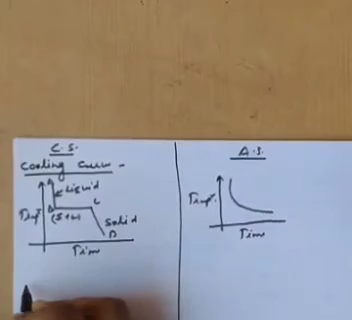 C.S.
Cooling Curve -
A
Liquid
B
C
(S+L)
Solid
D
Temp.
Time
A.S.
Temp.
Time